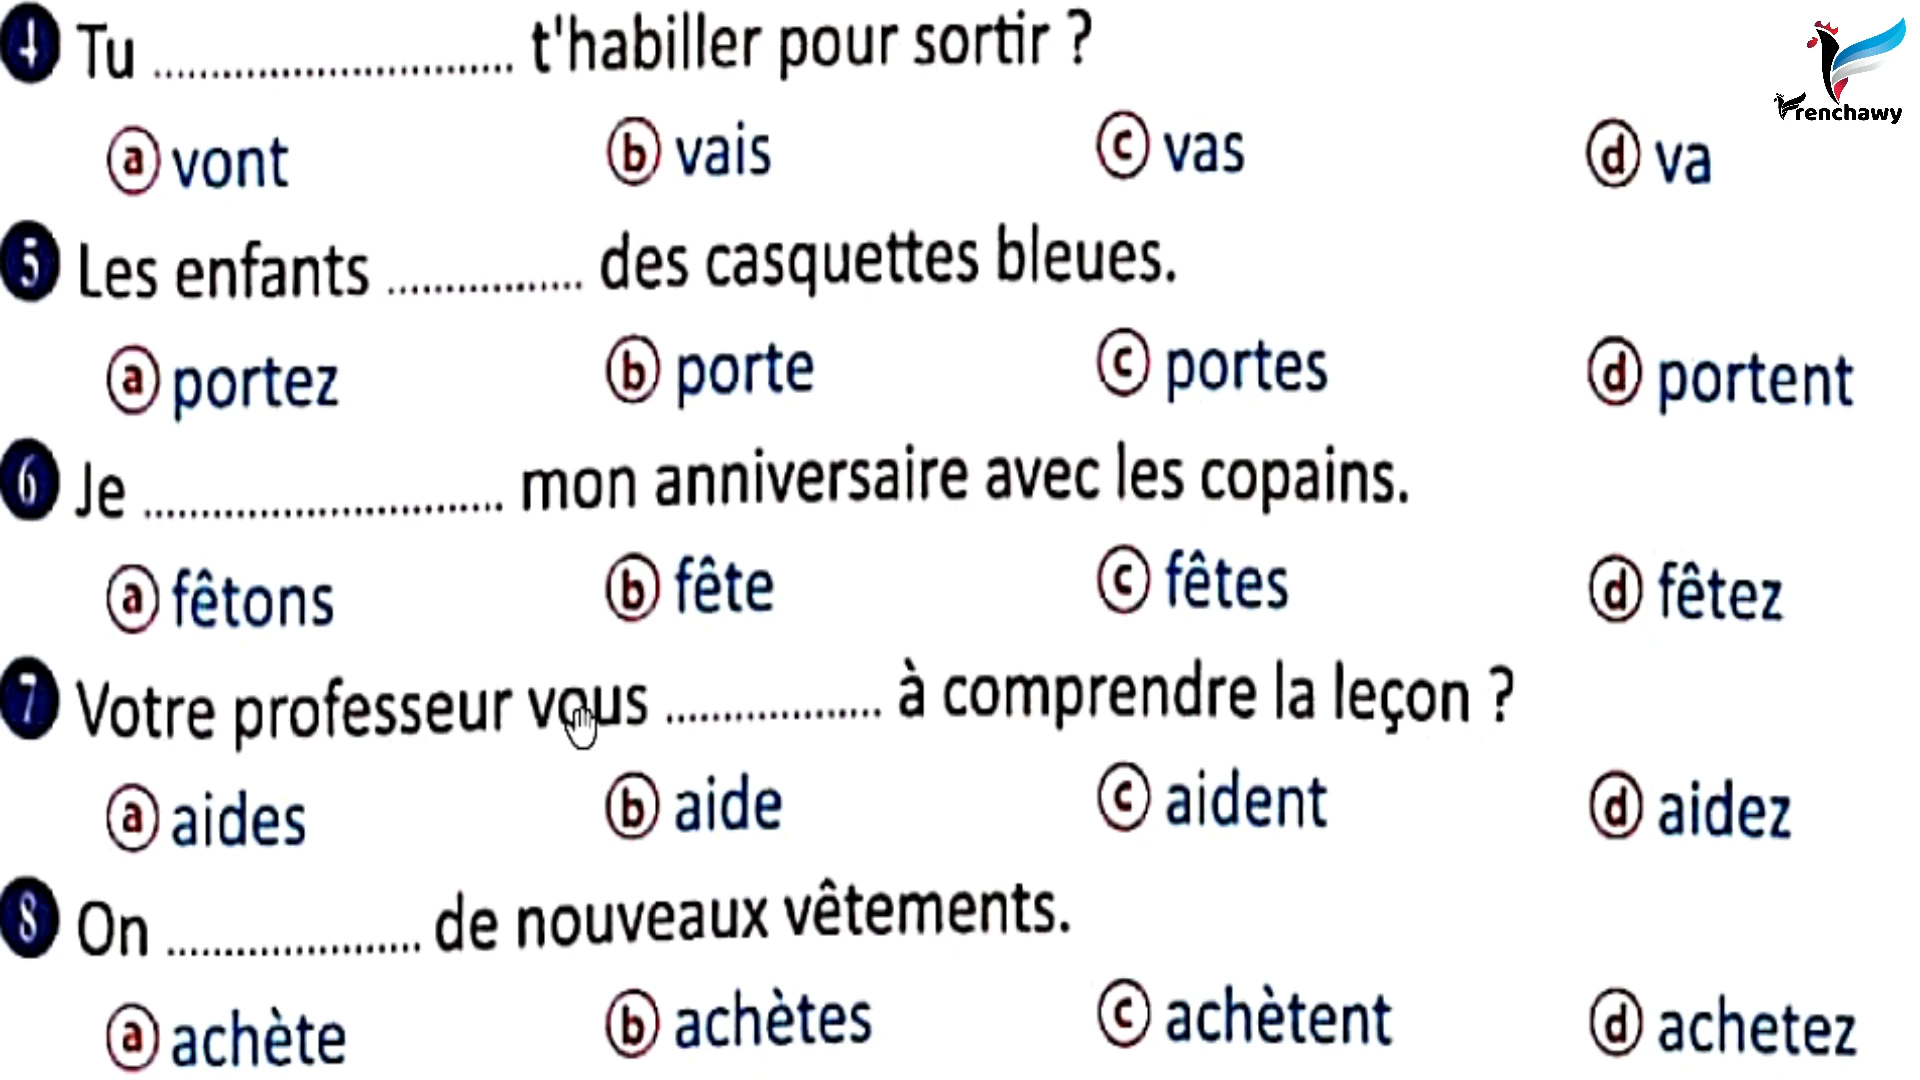 4 Tu .............................. t'habiller pour sortir ?
a vont b vais c vas d va
Frenchawy
5 Les enfants ................. des casquettes bleues.
a portez b porte c portes d portent
6 Je .............................. mon anniversaire avec les copains.
a fêtons b fête c fêtes d fêtez
7 Votre professeur vous ................... à comprendre la leçon ?
a aides b aide c aident d aidez
8 On ...................... de nouveaux vêtements.
a achète b achètes c achètent d achetez